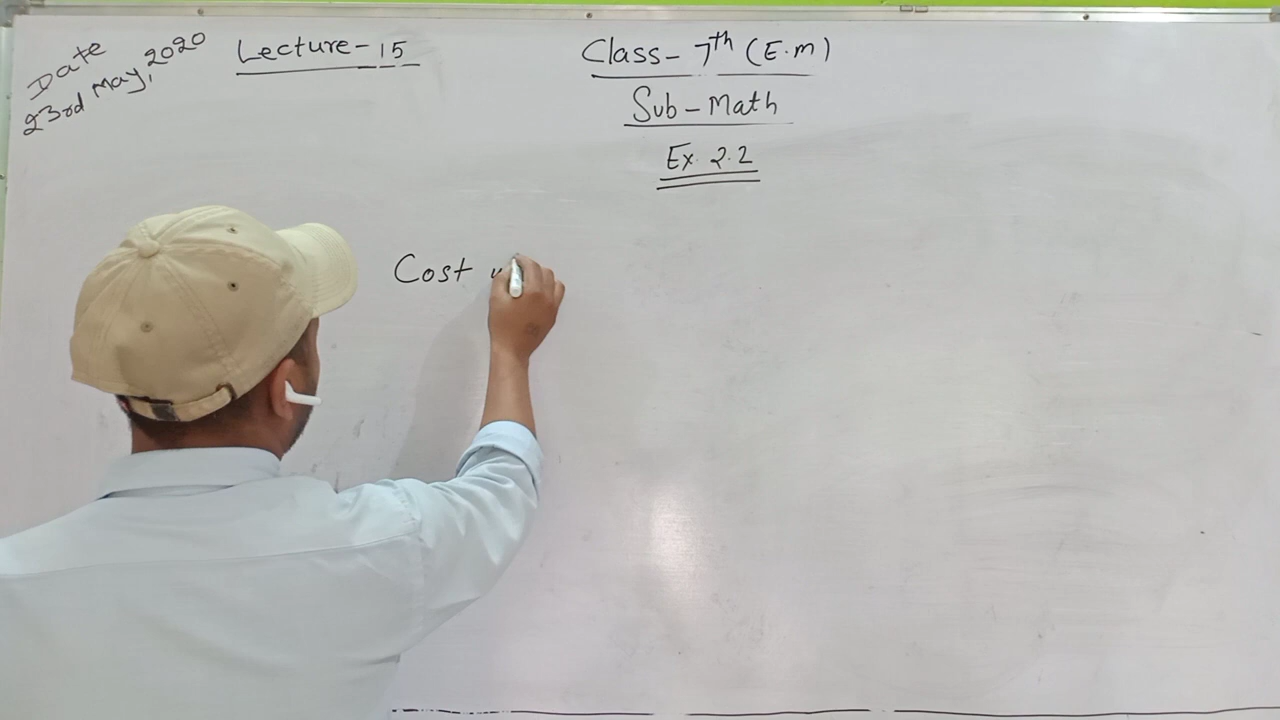 Date
23rd May, 2020
Lecture-15
Class-7th (E.m)
Sub-Math
Ex. 2.2
Cost